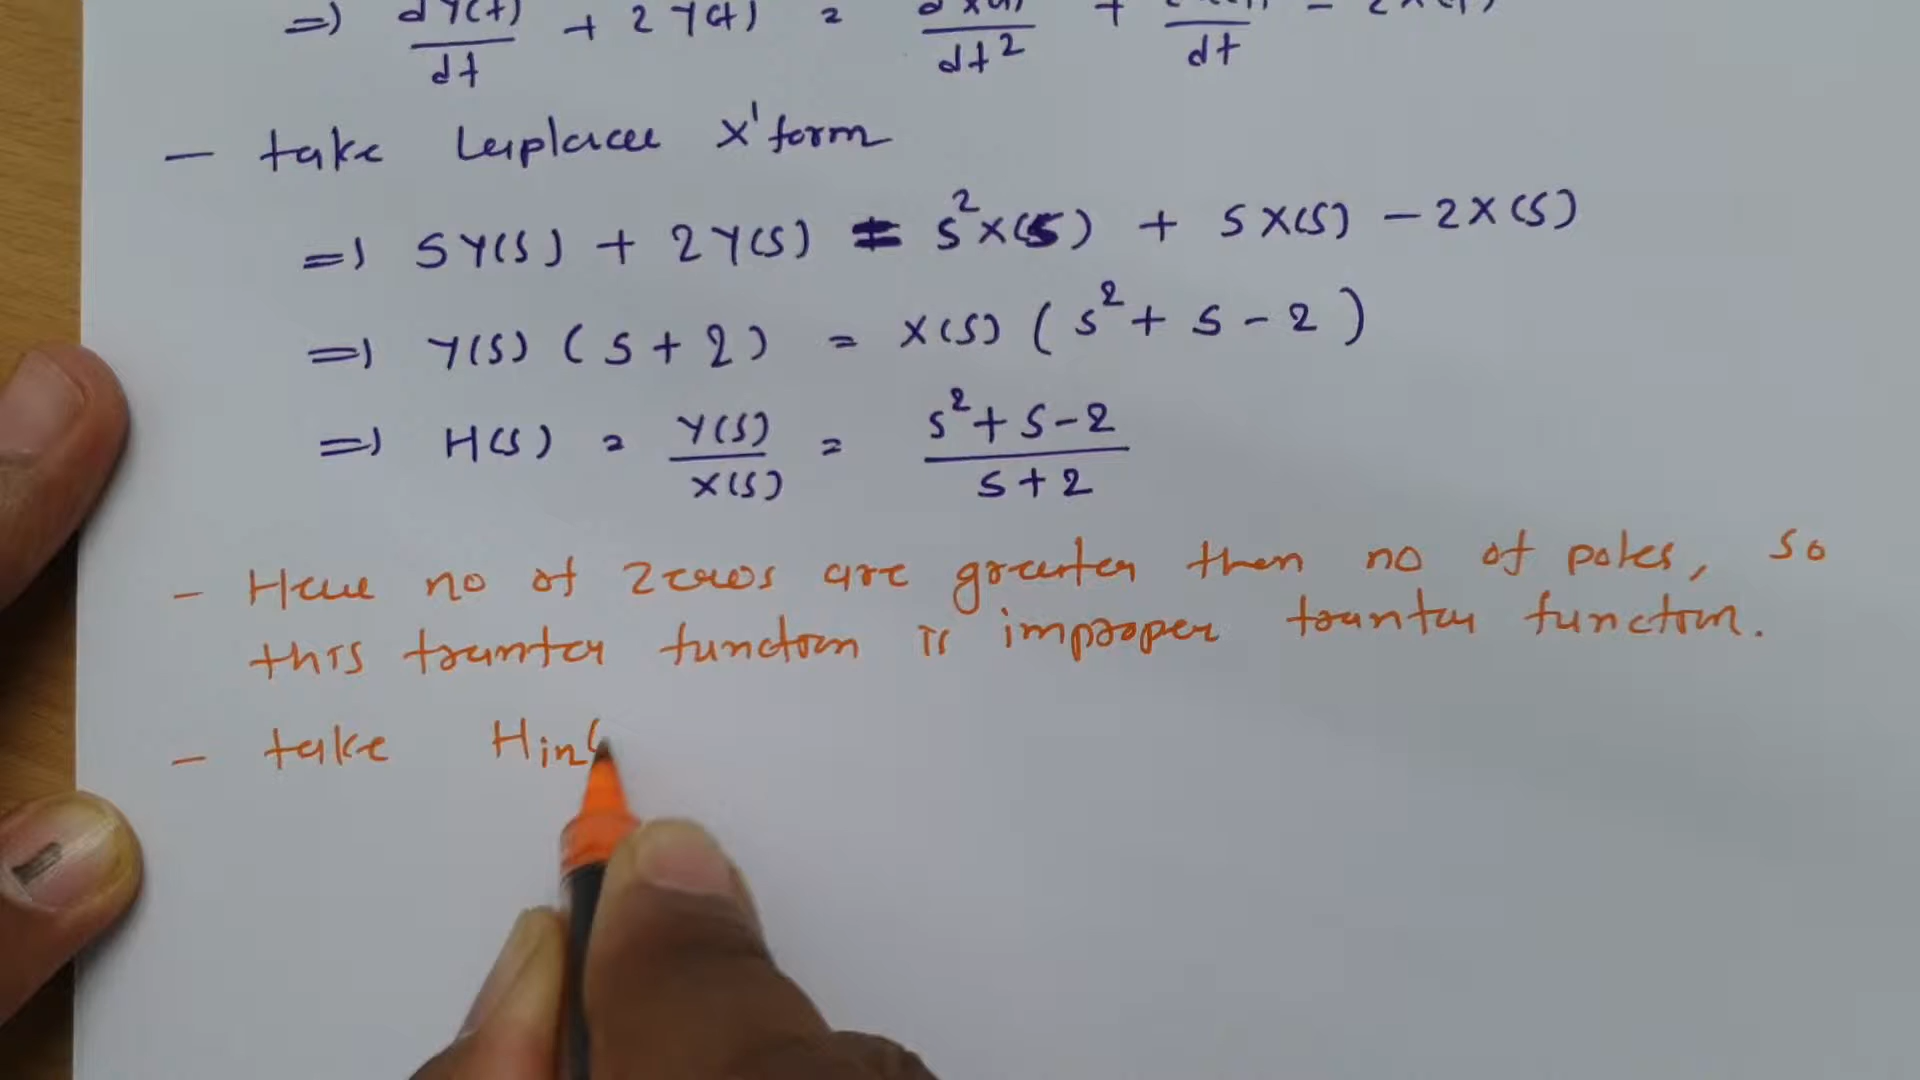 => dy(t)/dt + 2y(t) = d²x(t)/dt² + dx(t)/dt - 2x(t)
- take Laplace X'form
=> SY(S) + 2Y(S) = S²X(S) + SX(S) - 2X(S)
=> Y(S) (S+2) = X(S) (S² + S - 2)
=> H(S) = Y(S)/X(S) = S²+S-2/S+2
- Here no of zeros are greater then no of poles, so
this transfer function is improper transfer function.
- take Hin(